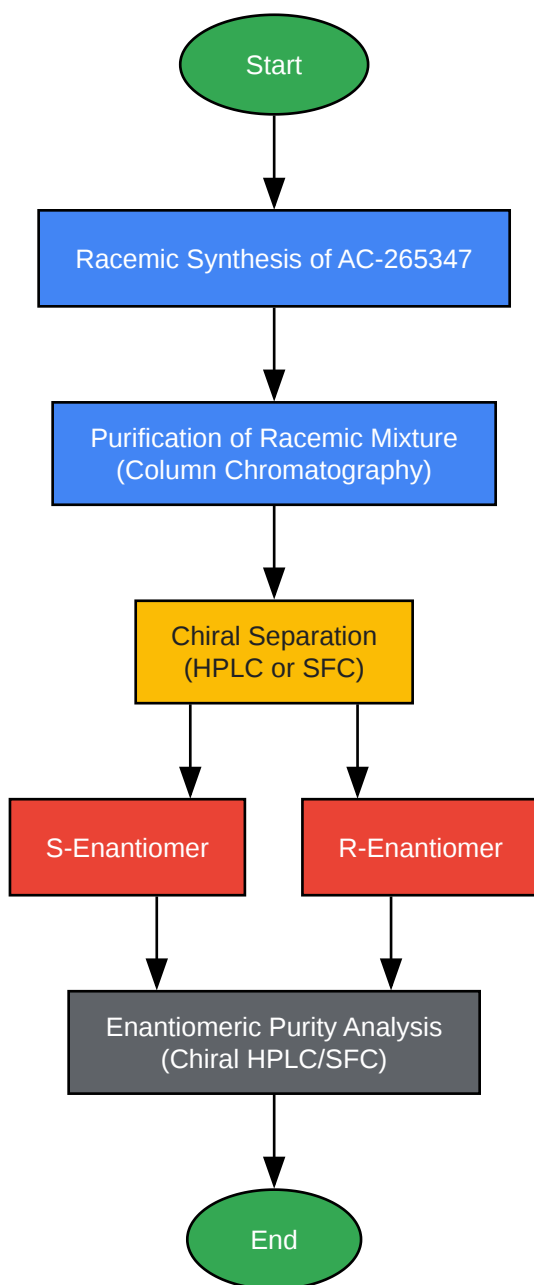 Start
Racemic Synthesis of AC-265347
Purification of Racemic Mixture
(Column Chromatography)
Chiral Separation
(HPLC or SFC)
S-Enantiomer
R-Enantiomer
Enantiomeric Purity Analysis
(Chiral HPLC/SFC)
End